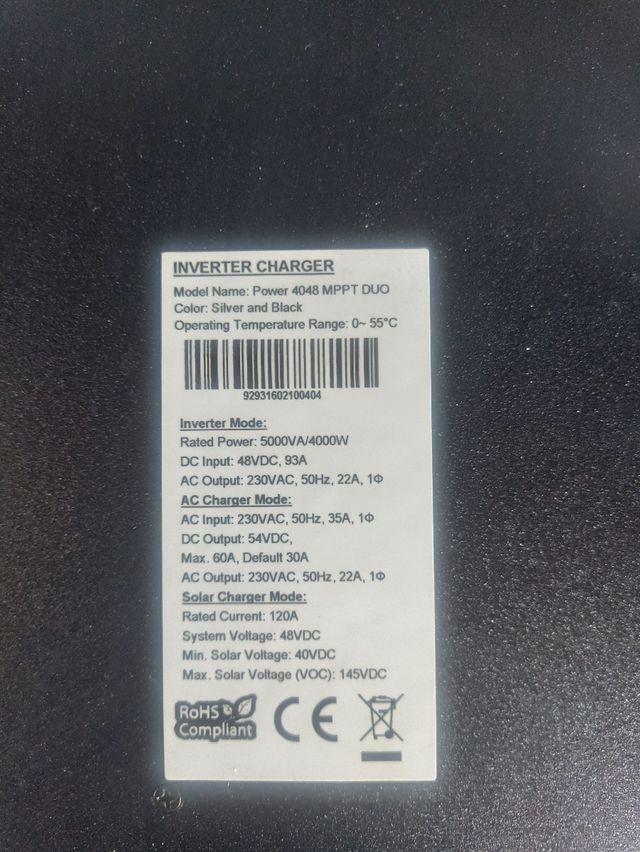 INVERTER CHARGER
Model Name: Power 4048 MPPT DUO
Color: Silver and Black
Operating Temperature Range: 0~ 55°C
92931602100404
Inverter Mode:
Rated Power: 5000VA/4000W
DC Input: 48VDC, 93A
AC Output: 230VAC, 50Hz, 22A, 1Φ
AC Charger Mode:
AC Input: 230VAC, 50Hz, 35A, 1Φ
DC Output: 54VDC,
Max. 60A, Default 30A
AC Output: 230VAC, 50Hz, 22A, 1Φ
Solar Charger Mode:
Rated Current: 120A
System Voltage: 48VDC
Min. Solar Voltage: 40VDC
Max. Solar Voltage (VOC): 145VDC
RoHS
Compliant
CE